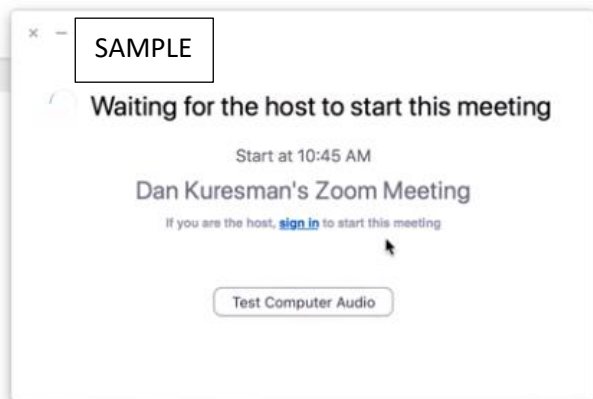 SAMPLE
Waiting for the host to start this meeting
Start at 10:45 AM
Dan Kuresman's Zoom Meeting
If you are the host, sign in to start this meeting
Test Computer Audio